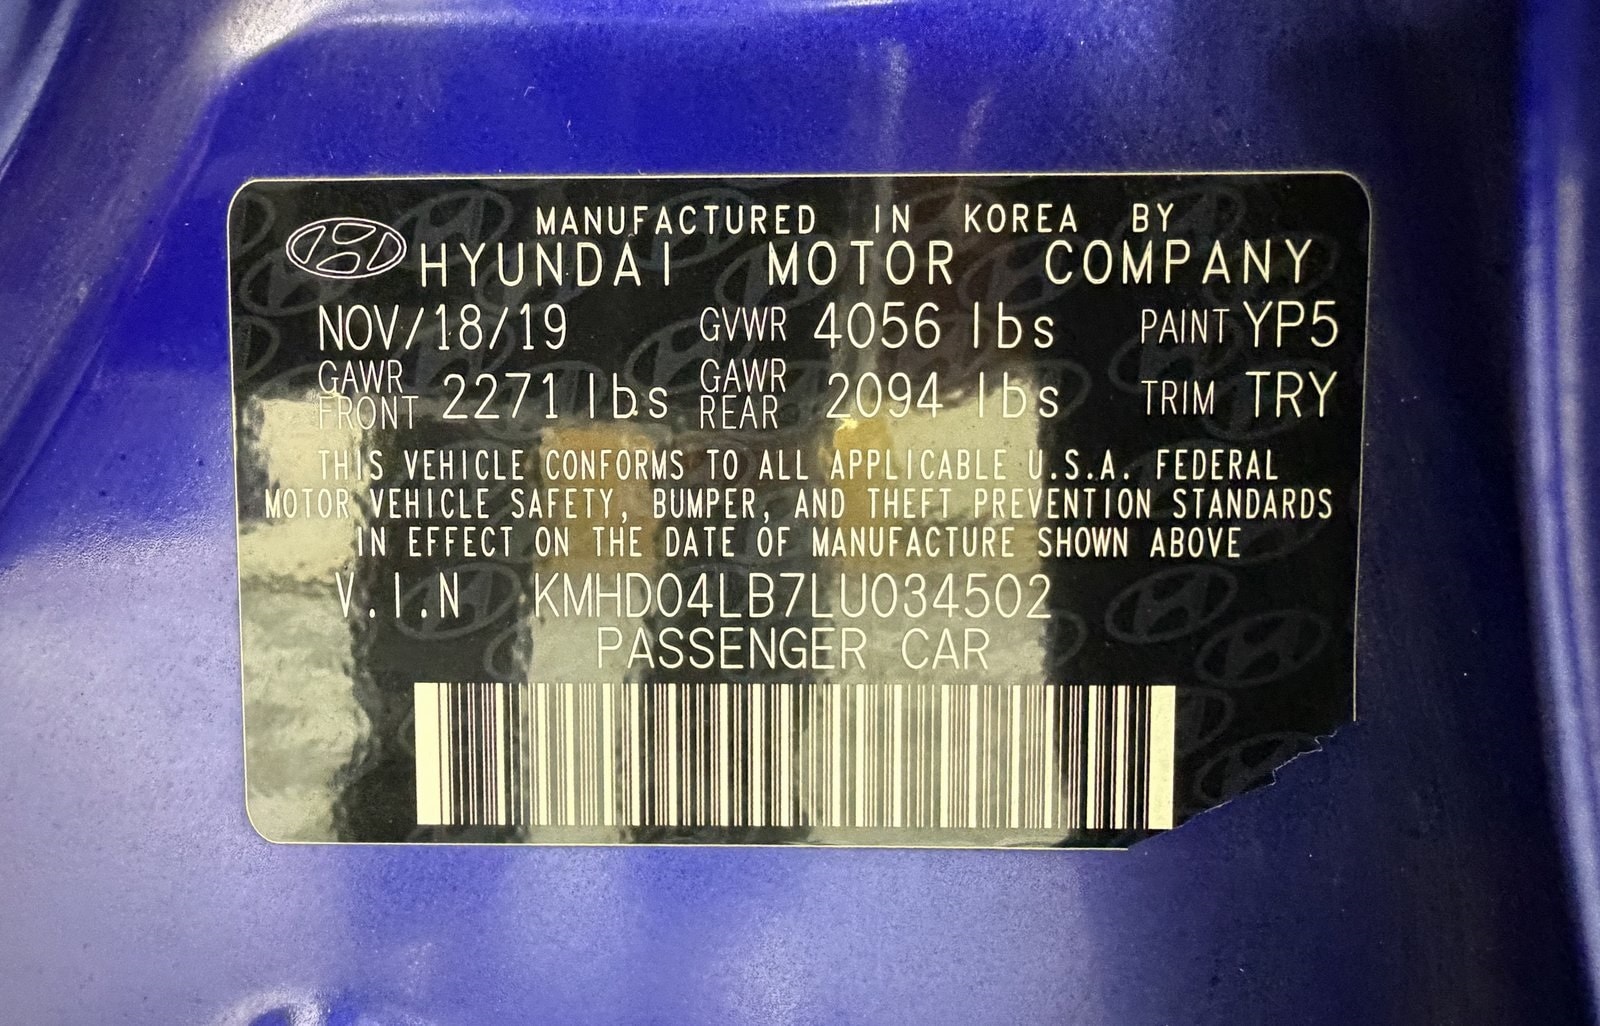 MANUFACTURED IN KOREA BY
HYUNDAI MOTOR COMPANY
NOV/18/19 GVWR 4056 lbs PAINT YP5
GAWR FRONT 2271 lbs GAWR REAR 2094 lbs TRIM TRY
THIS VEHICLE CONFORMS TO ALL APPLICABLE U.S.A. FEDERAL
MOTOR VEHICLE SAFETY, BUMPER, AND THEFT PREVENTION STANDARDS
IN EFFECT ON THE DATE OF MANUFACTURE SHOWN ABOVE
V.I.N KMHD04LB7LU034502
PASSENGER CAR